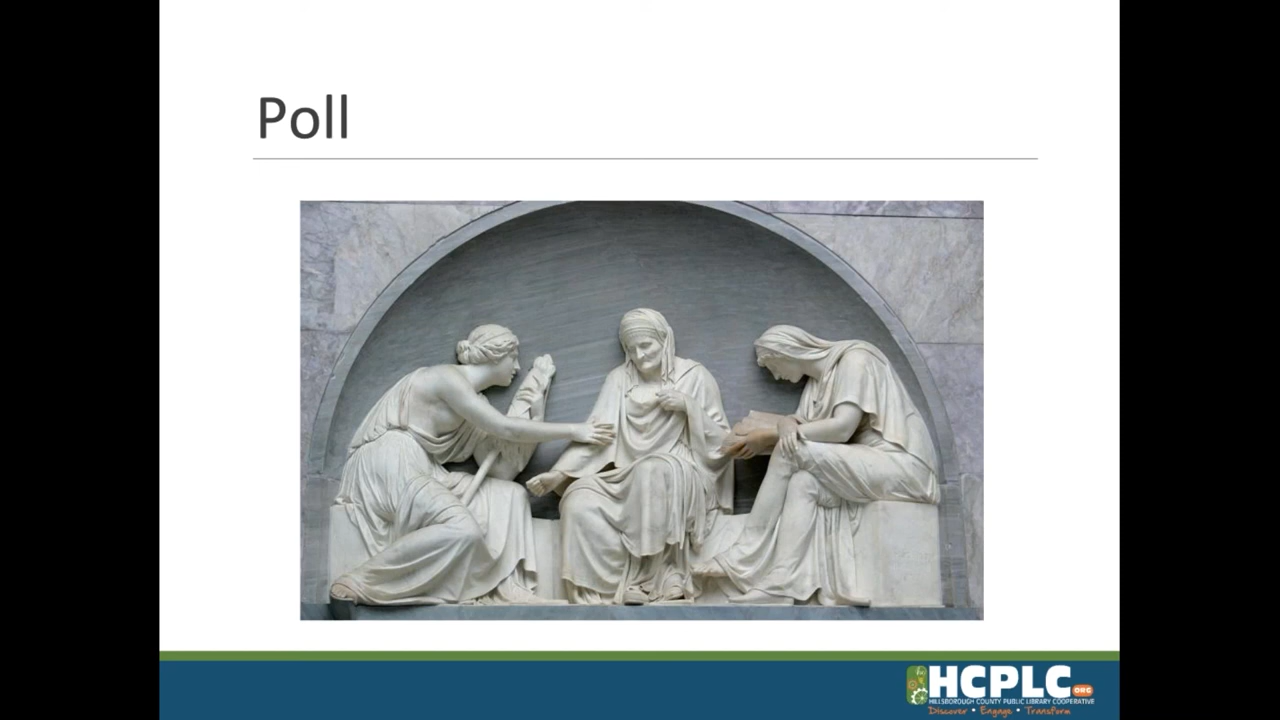 Poll
HCPLC.ORG
HILLSBOROUGH COUNTY PUBLIC LIBRARY COOPERATIVE
Discover • Engage • Transform